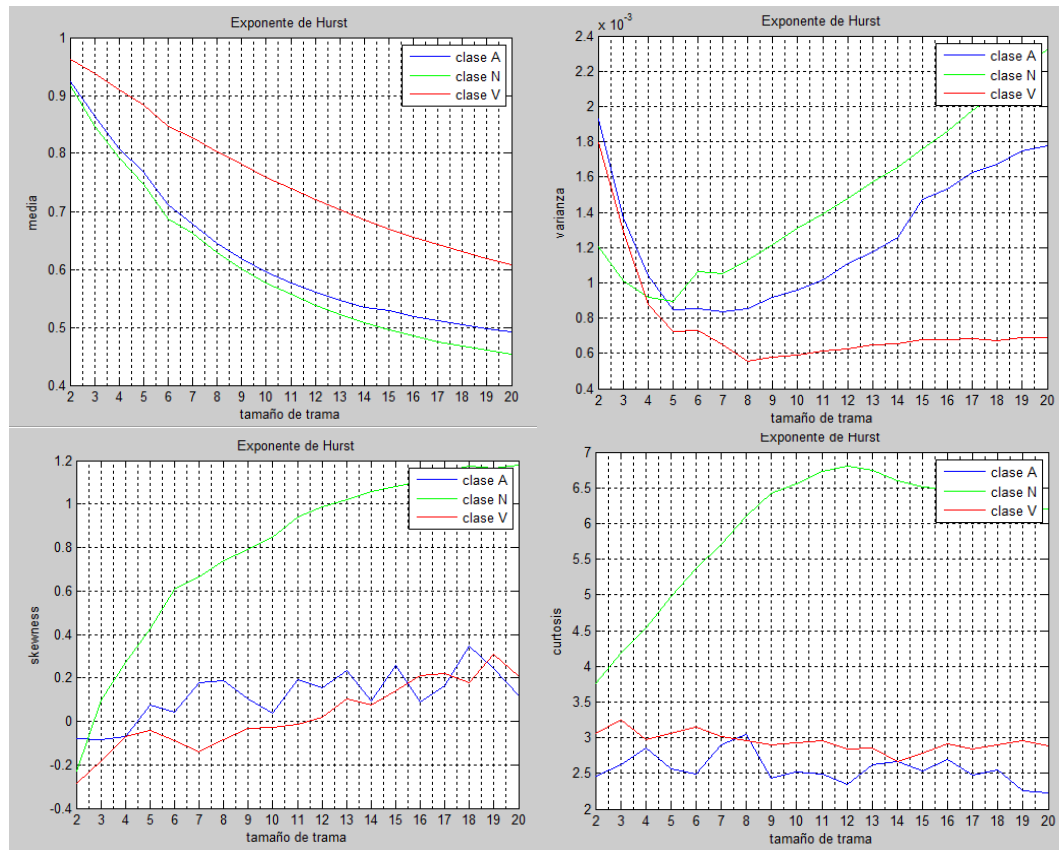 Exponente de Hurst
1
0.9
0.8
0.7
0.6
0.5
0.4
media
clase A
clase N
clase V
2 3 4 5 6 7 8 9 10 11 12 13 14 15 16 17 18 19 20
tamaño de trama
x 10-3
Exponente de Hurst
2.4
2.2
2
1.8
1.6
1.4
1.2
1
0.8
0.6
0.4
varianza
clase A
clase N
clase V
2 3 4 5 6 7 8 9 10 11 12 13 14 15 16 17 18 19 20
tamaño de trama
Exponente de Hurst
1.2
1
0.8
0.6
0.4
0.2
0
-0.2
-0.4
skewness
clase A
clase N
clase V
2 3 4 5 6 7 8 9 10 11 12 13 14 15 16 17 18 19 20
tamaño de trama
Exponente de Hurst
7
6.5
6
5.5
5
4.5
4
3.5
3
2.5
2
curtosis
clase A
clase N
clase V
2 3 4 5 6 7 8 9 10 11 12 13 14 15 16 17 18 19 20
tamaño de trama